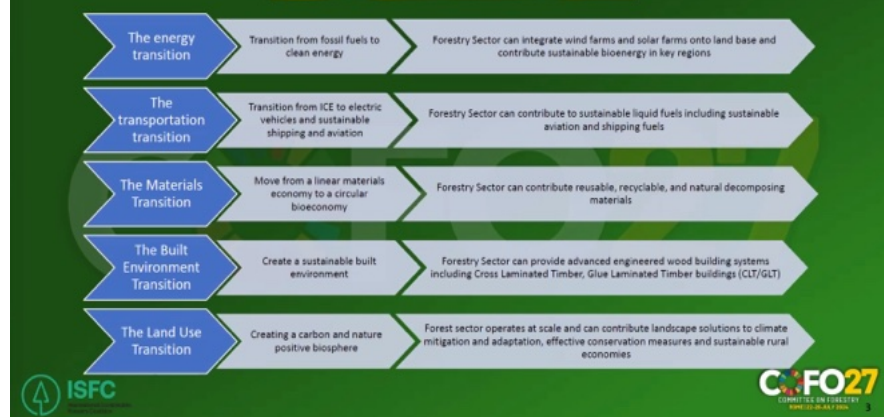 The energy
transition
Transition from fossil fuels to
clean energy
Forestry Sector can integrate wind farms and solar farms onto land base and
contribute sustainable bioenergy in key regions
The
transportation
transition
Transition from ICE to electric
vehicles and sustainable
shipping and aviation
Forestry Sector can contribute to sustainable liquid fuels including sustainable
aviation and shipping fuels
The Materials
Transition
Move from a linear materials
economy to a circular
bioeconomy
Forestry Sector can contribute reusable, recyclable, and natural decomposing
materials
The Built
Environment
Transition
Create a sustainable built
environment
Forestry Sector can provide advanced engineered wood building systems
including Cross Laminated Timber, Glue Laminated Timber buildings (CLT/GLT)
The Land Use
Transition
Creating a carbon and nature
positive biosphere
Forest sector operates at scale and can contribute landscape solutions to climate
mitigation and adaptation, effective conservation measures and sustainable rural
economies
COFO27
ISFC
COFO27
COMMITTEE ON FORESTRY
ROME | 22-26 JULY 2024
3